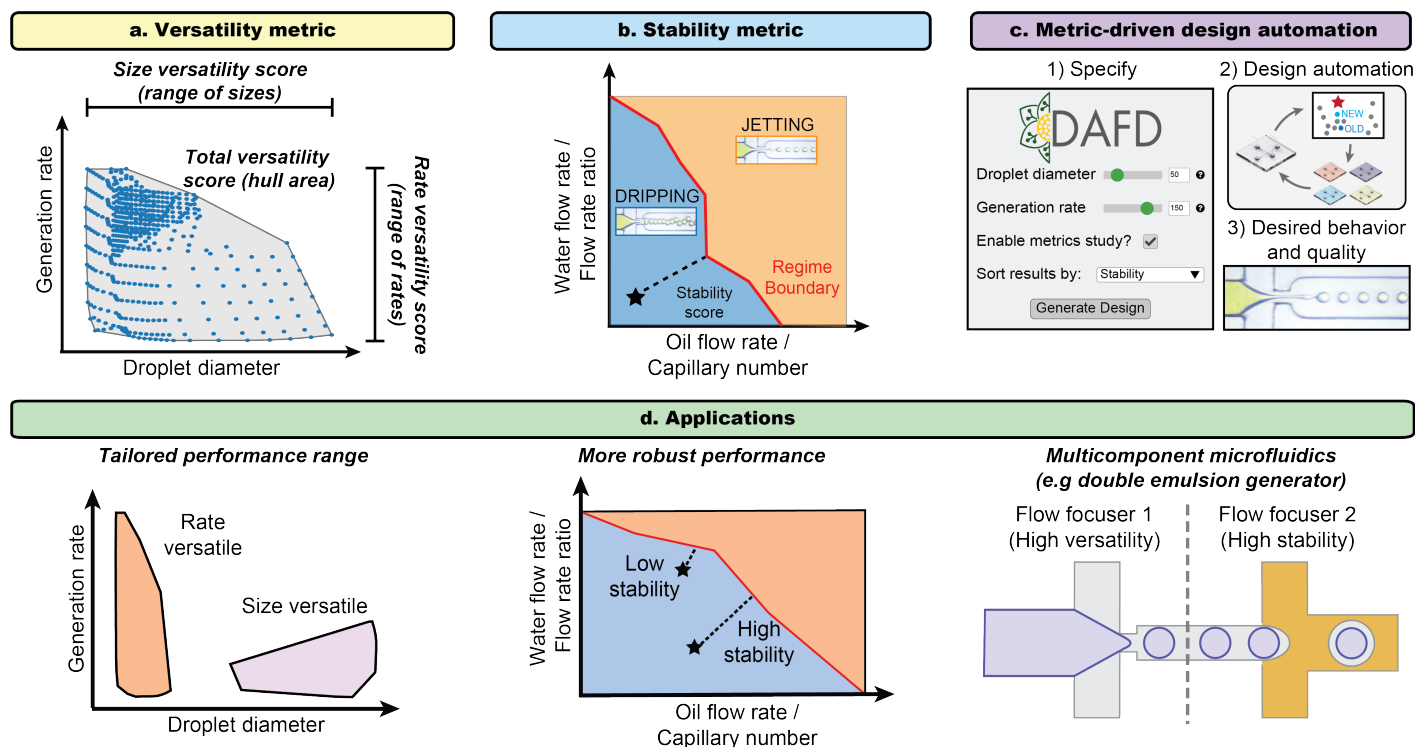 a. Versatility metric
Size versatility score
(range of sizes)
Total versatility
score (hull area)
Rate versatility score
(range of rates)
Generation rate
Droplet diameter
b. Stability metric
JETTING
DRIPPING
Stability
score
Regime
Boundary
Water flow rate /
Flow rate ratio
Oil flow rate /
Capillary number
c. Metric-driven design automation
1) Specify
DAFD
Droplet diameter
50
?
Generation rate
150
?
Enable metrics study?
Sort results by:
Stability
Generate Design
2) Design automation
NEW
OLD
3) Desired behavior
and quality
d. Applications
Tailored performance range
Generation rate
Rate
versatile
Size versatile
Droplet diameter
More robust performance
Water flow rate /
Flow rate ratio
Low
stability
High
stability
Oil flow rate /
Capillary number
Multicomponent microfluidics
(e.g double emulsion generator)
Flow focuser 1
(High versatility)
Flow focuser 2
(High stability)